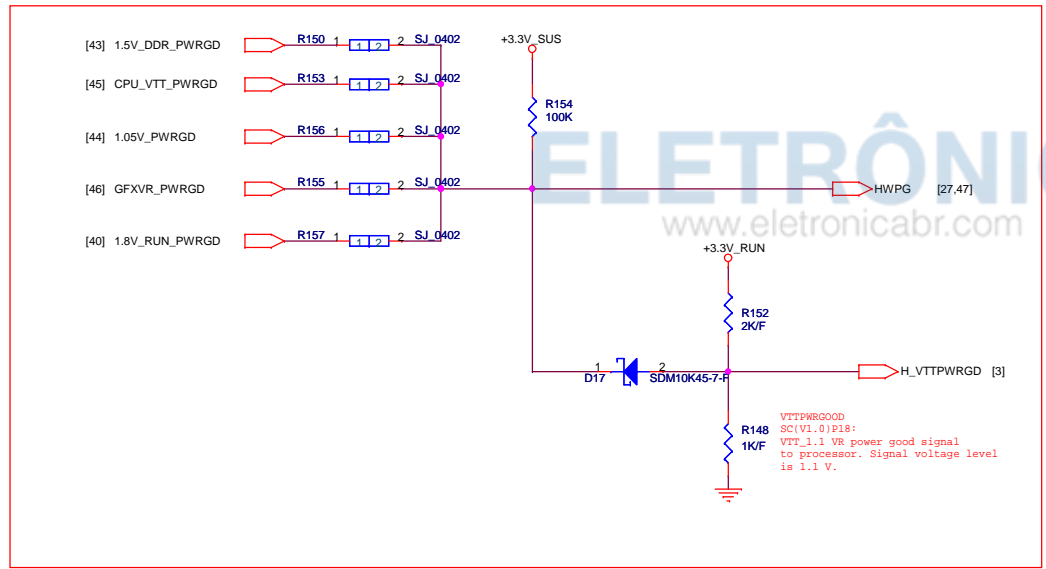 [43] 1.5V_DDR_PWRGD R150 1 1 2 2 SJ_0402
+3.3V_SUS
[45] CPU_VTT_PWRGD R153 1 1 2 2 SJ_0402
R154
100K
[44] 1.05V_PWRGD R156 1 1 2 2 SJ_0402
ELETRÔNI
[46] GFXVR_PWRGD R155 1 1 2 2 SJ_0402
HWPG [27,47]
www.eletronicabr.com
[40] 1.8V_RUN_PWRGD R157 1 1 2 2 SJ_0402
+3.3V_RUN
R152
2K/F
1 2
D17 SDM10K45-7-F
H_VTTPWRGD [3]
R148
1K/F
VTTPWRGOOD
SC(V1.0)P18:
VTT_1.1 VR power good signal
to processor. Signal voltage level
is 1.1 V.